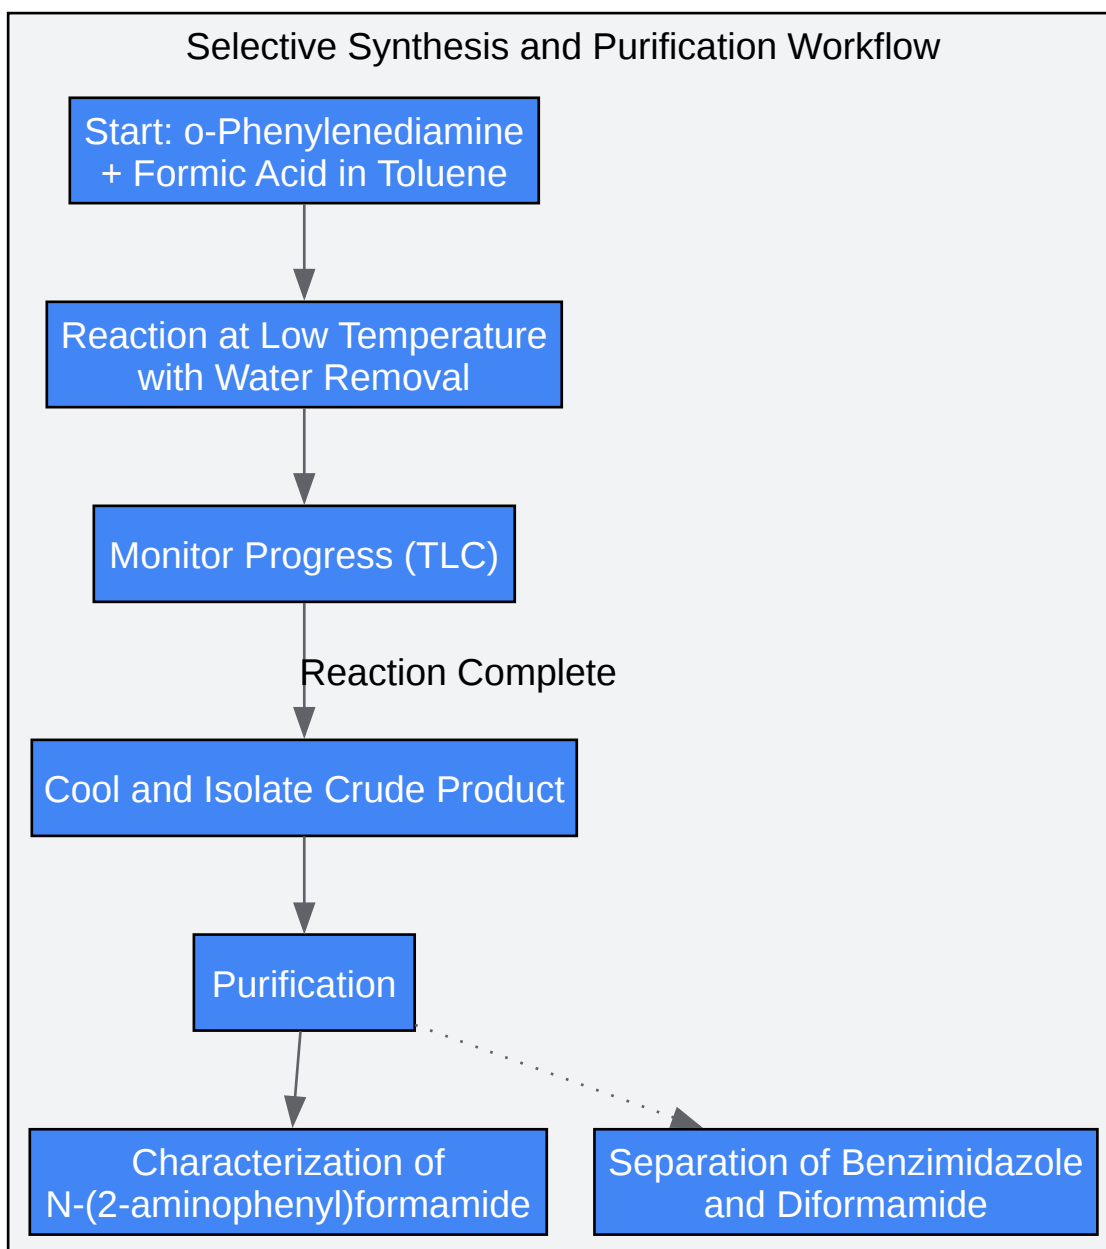 Selective Synthesis and Purification Workflow
Start: o-Phenylenediamine
+ Formic Acid in Toluene
Reaction at Low Temperature
with Water Removal
Monitor Progress (TLC)
Reaction Complete
Cool and Isolate Crude Product
Purification
Characterization of
N-(2-aminophenyl)formamide
Separation of Benzimidazole
and Diformamide